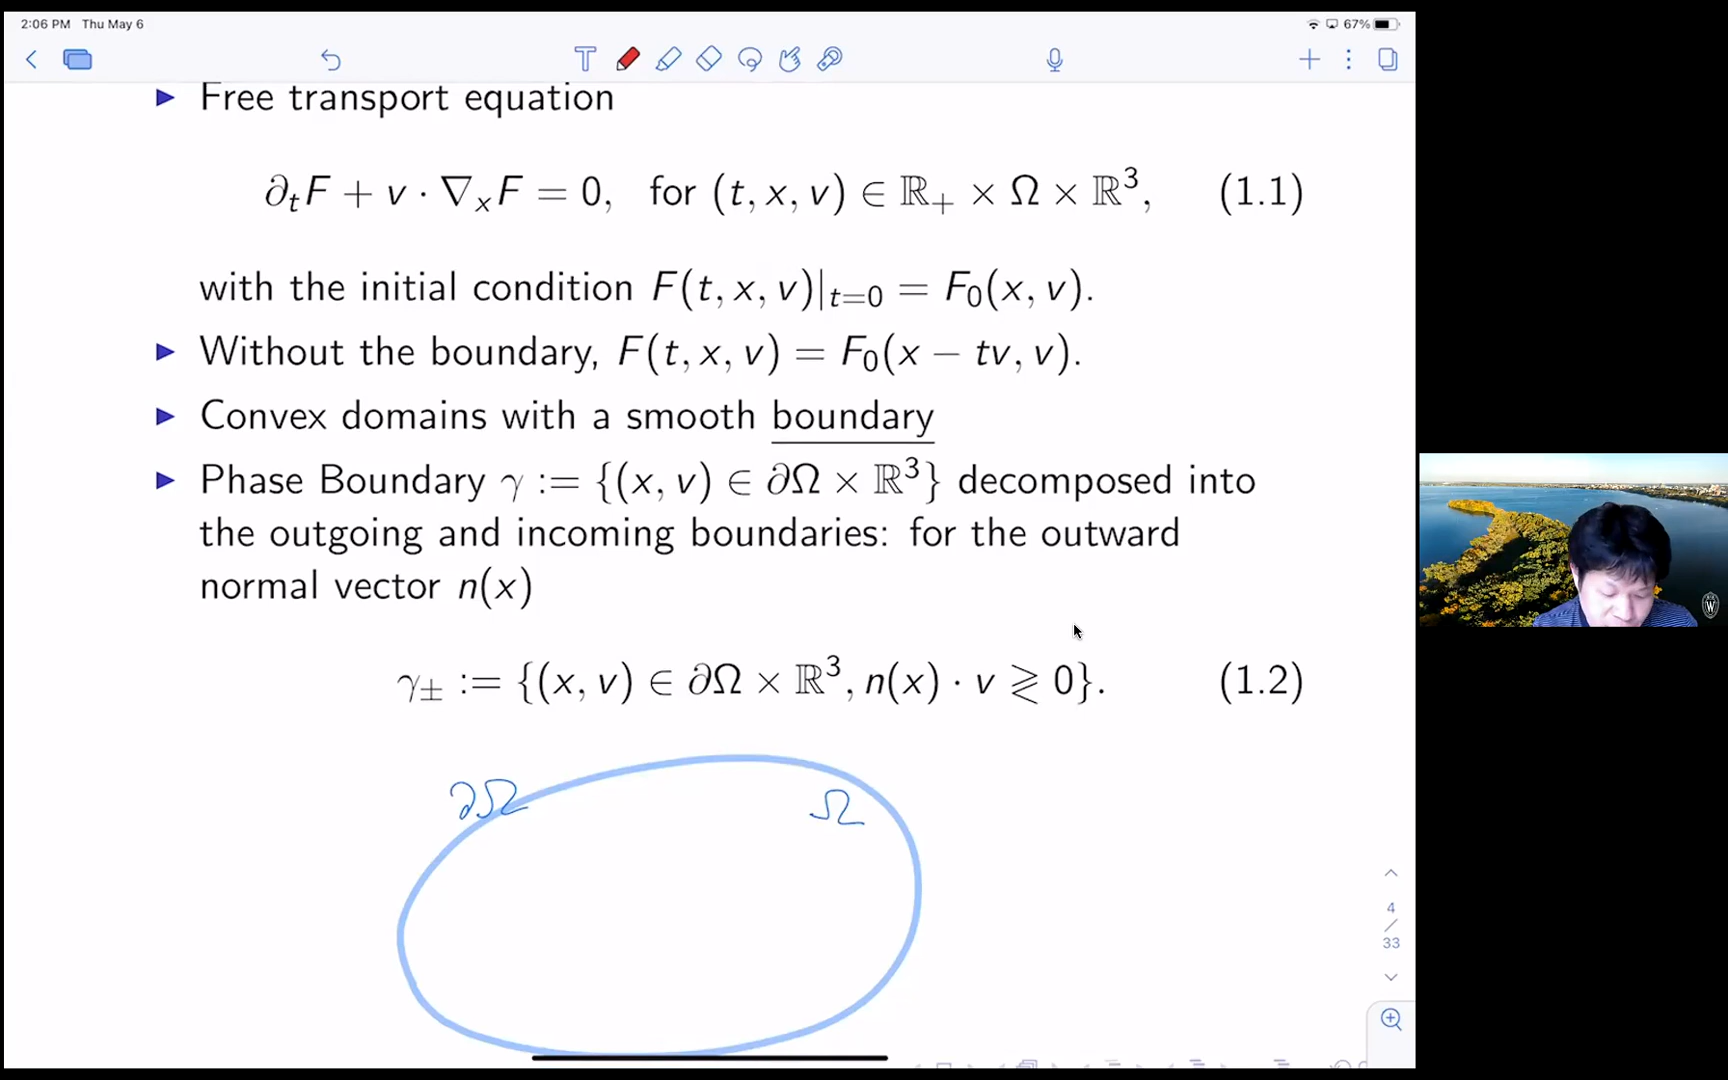 2:06 PM Thu May 6
67%
▶ Free transport equation
∂ₜF + v · ∇ₓF = 0, for (t, x, v) ∈ ℝ₊ × Ω × ℝ³, (1.1)
with the initial condition F(t, x, v)|ₜ₌₀ = F₀(x, v).
▶ Without the boundary, F(t, x, v) = F₀(x − tv, v).
▶ Convex domains with a smooth boundary
▶ Phase Boundary γ := {(x, v) ∈ ∂Ω × ℝ³} decomposed into
the outgoing and incoming boundaries: for the outward
normal vector n(x)
γ± := {(x, v) ∈ ∂Ω × ℝ³, n(x) · v ≷ 0}. (1.2)
∂Ω
Ω
4
/
33
W